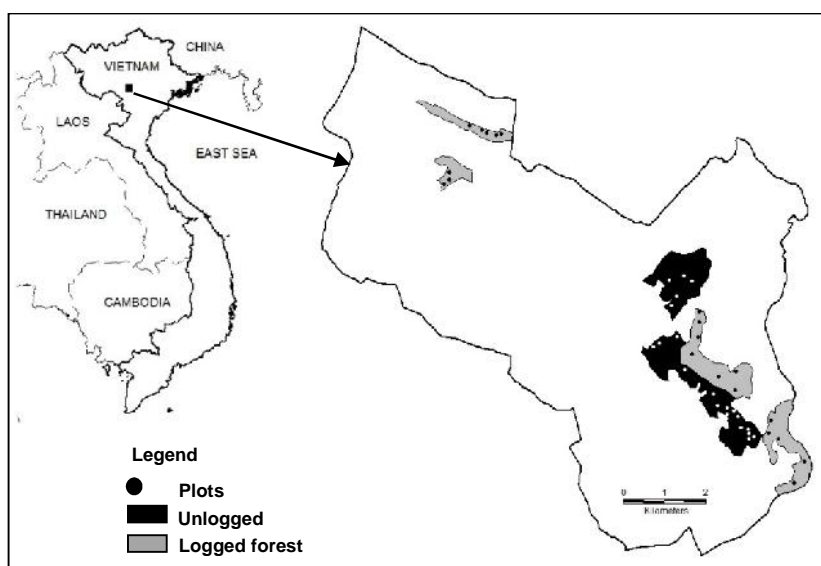 CHINA
VIETNAM
LAOS
EAST SEA
THAILAND
CAMBODIA
Legend
Plots
Unlogged
Logged forest
0 1 2
Kilometers